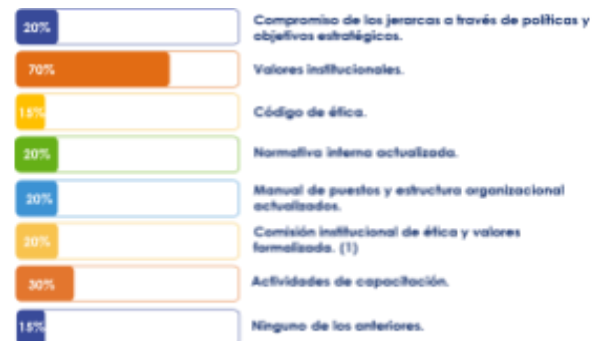 20% Compromiso de los jerarcas a través de políticas y
objetivos estratégicos.
70% Valores institucionales.
15% Código de ética.
20% Normativa interna actualizada.
20% Manual de puestos y estructura organizacional
actualizados.
20% Comisión institucional de ética y valores
formalizada. (1)
30% Actividades de capacitación.
15% Ninguno de los anteriores.